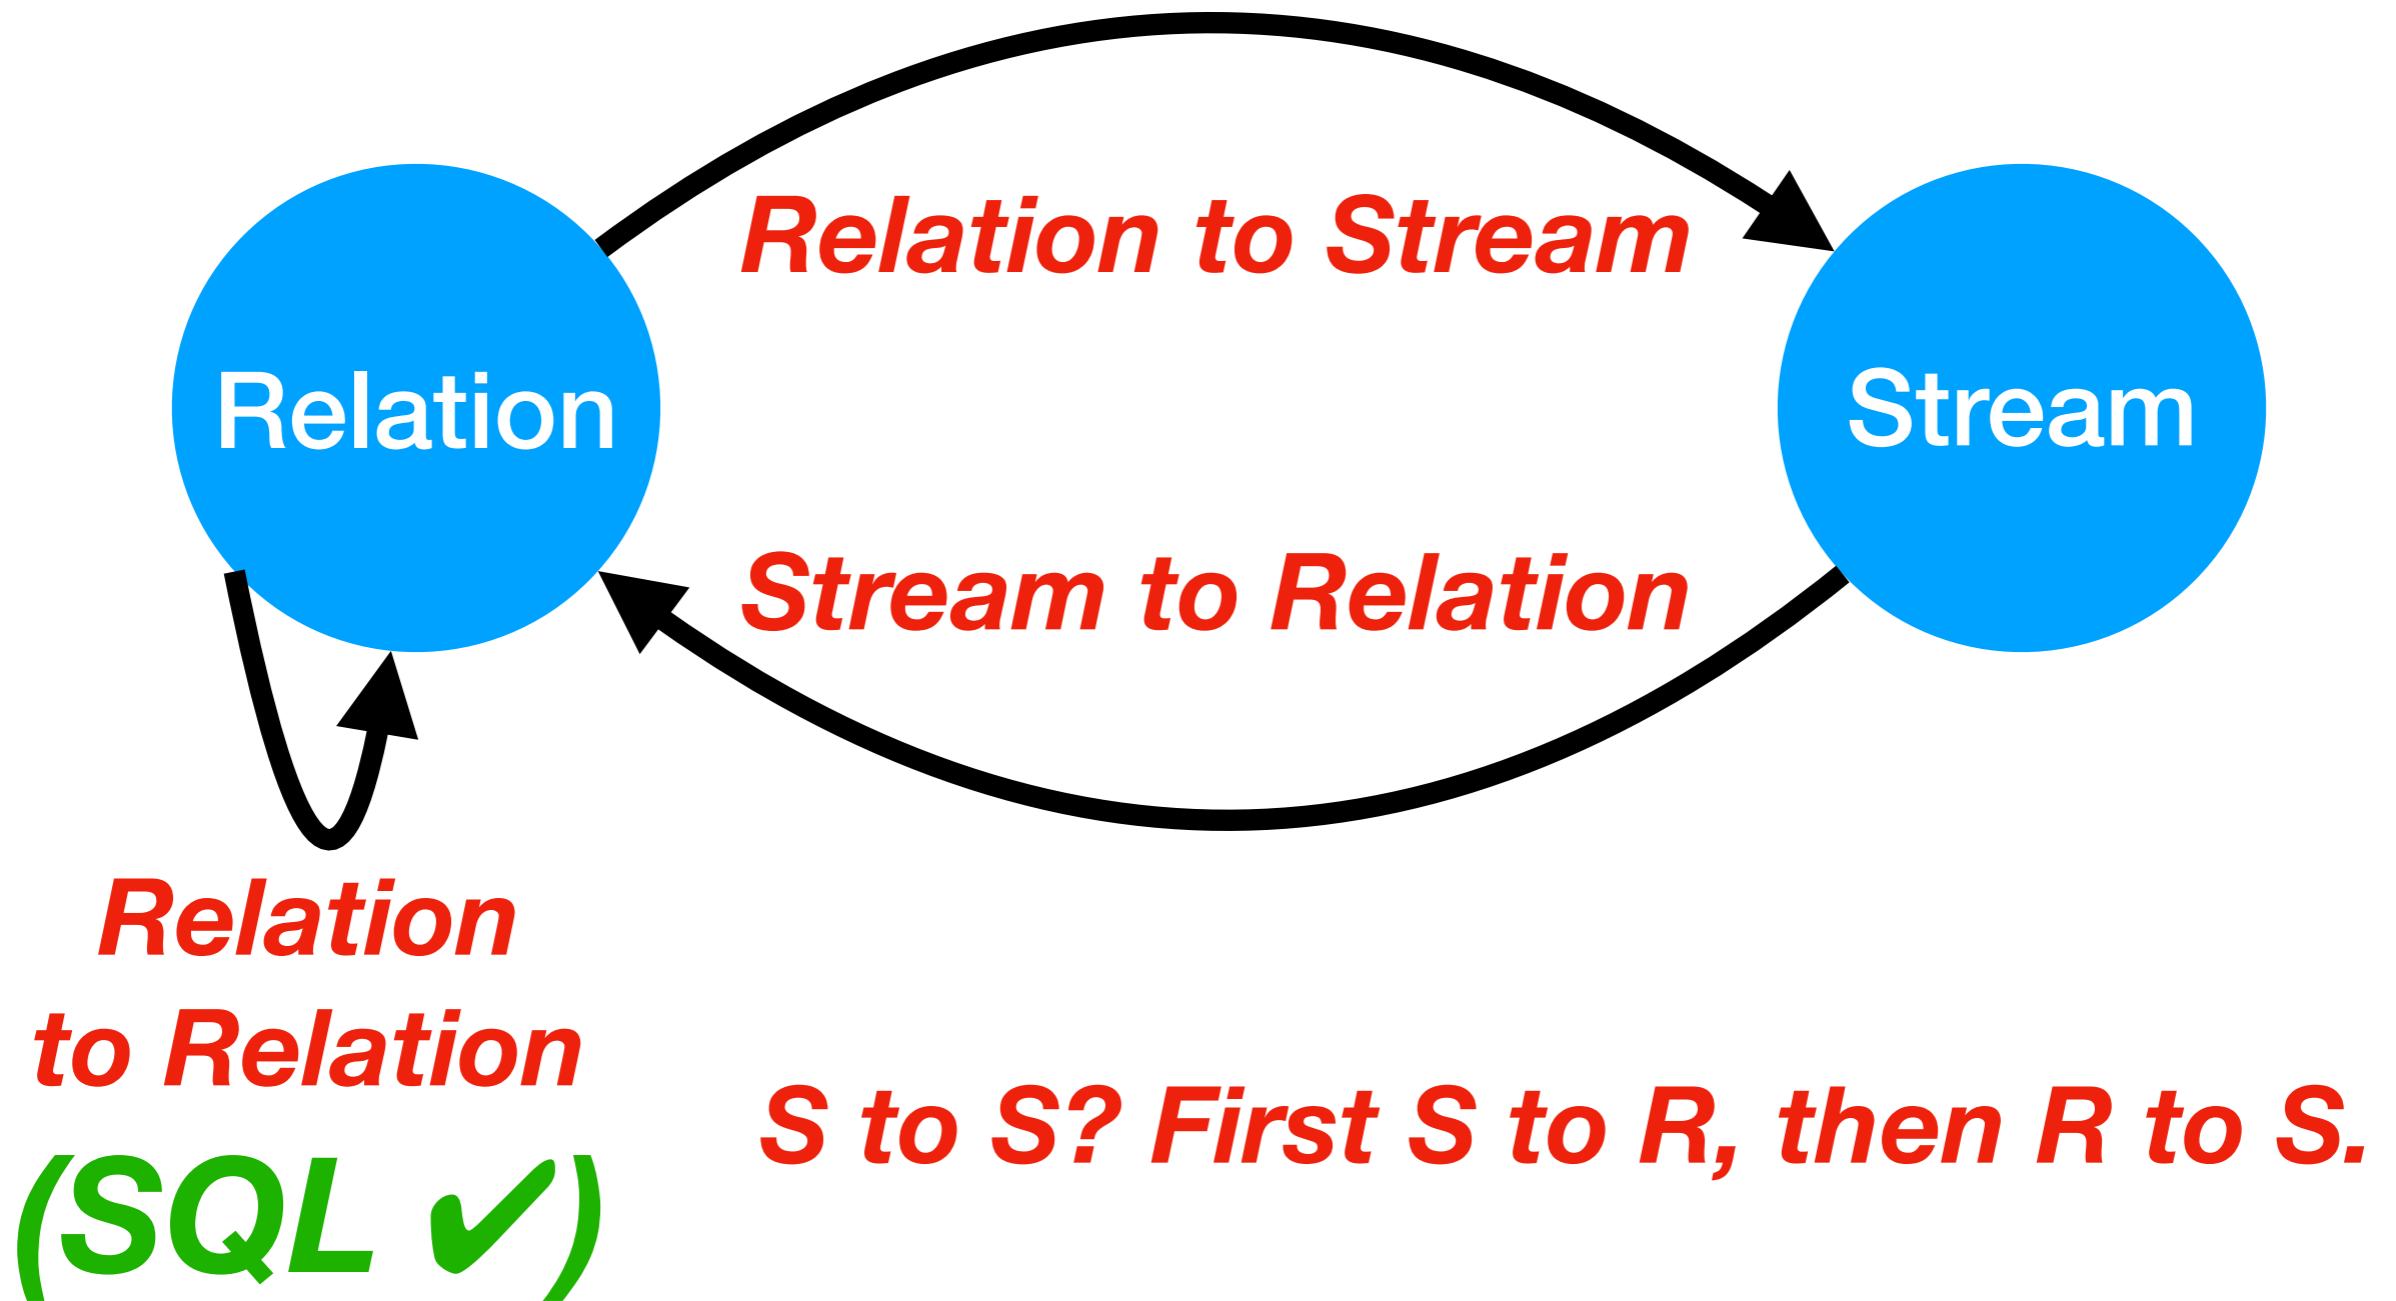 Relation to Stream
Relation
Stream
Stream to Relation
Relation
to Relation
(SQL ✔)
S to S? First S to R, then R to S.